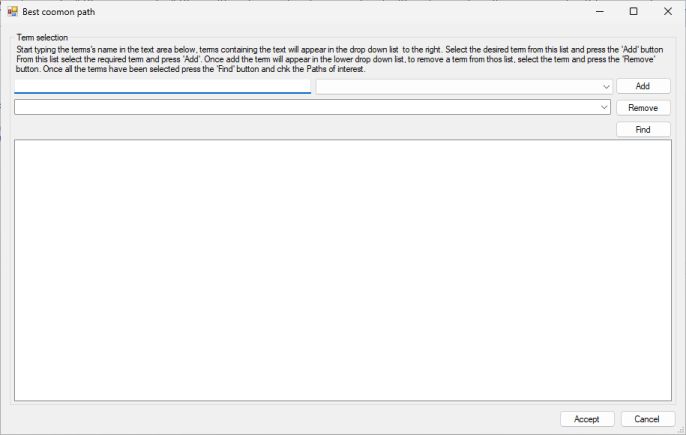 Best coomon path
Term selection
Start typing the terms's name in the text area below, terms containing the text will appear in the drop down list to the right. Select the desired term from this list and press the 'Add' button
From this list select the required term and press 'Add'. Once add the term will appear in the lower drop down list, to remove a term from thos list, select the term and press the 'Remove'
button. Once all the terms have been selected press the 'Find' button and chk the Paths of interest.
Add
Remove
Find
Accept
Cancel